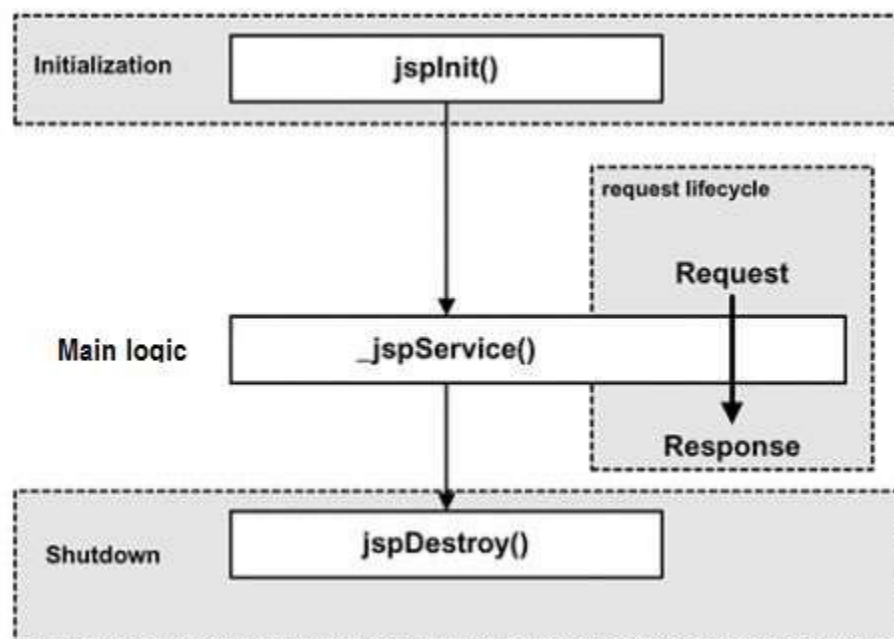 Initialization
jspInit()
request lifecycle
Request
Main logic
_jspService()
Response
jspDestroy()
Shutdown